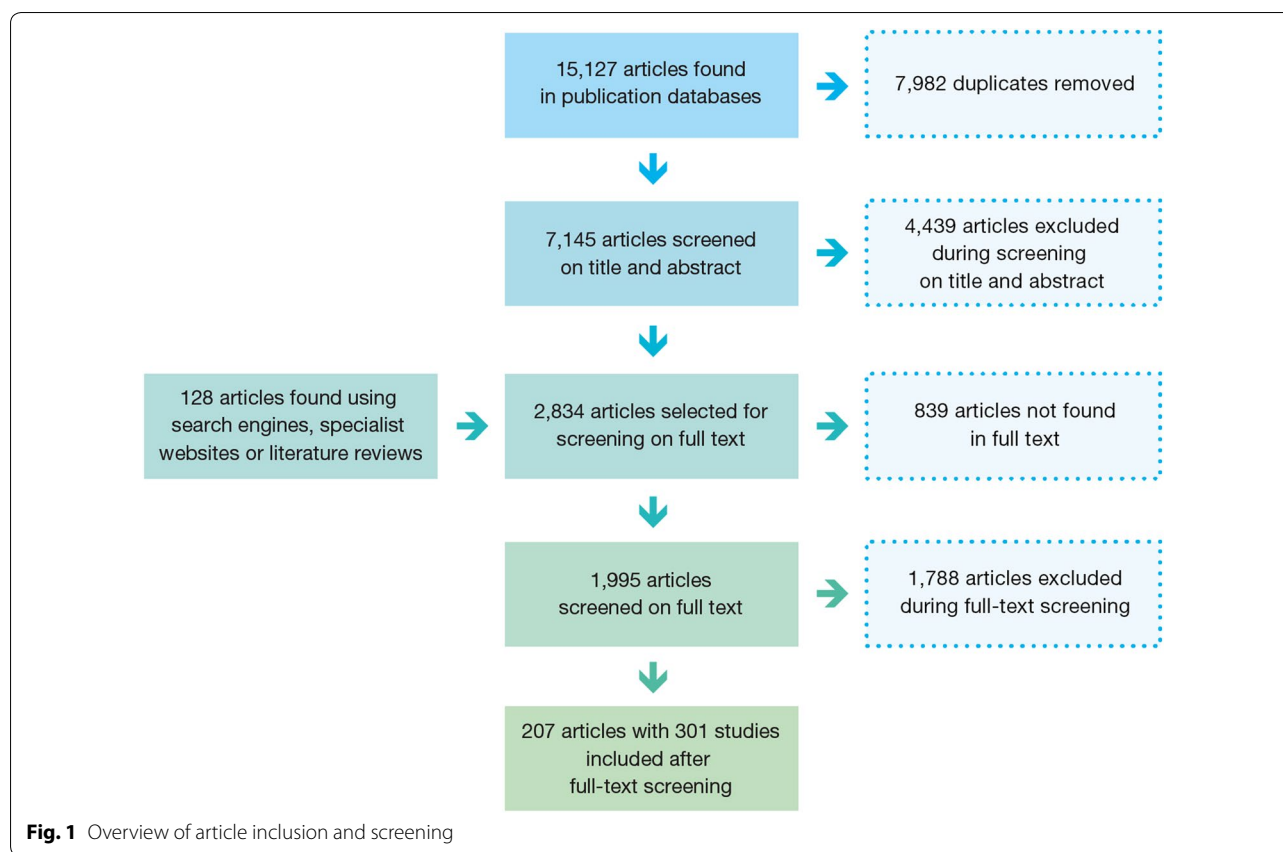 15,127 articles found
in publication databases
7,982 duplicates removed
7,145 articles screened
on title and abstract
4,439 articles excluded
during screening
on title and abstract
128 articles found using
search engines, specialist
websites or literature reviews
2,834 articles selected for
screening on full text
839 articles not found
in full text
1,995 articles
screened on full text
1,788 articles excluded
during full-text screening
207 articles with 301 studies
included after
full-text screening
Fig. 1 Overview of article inclusion and screening